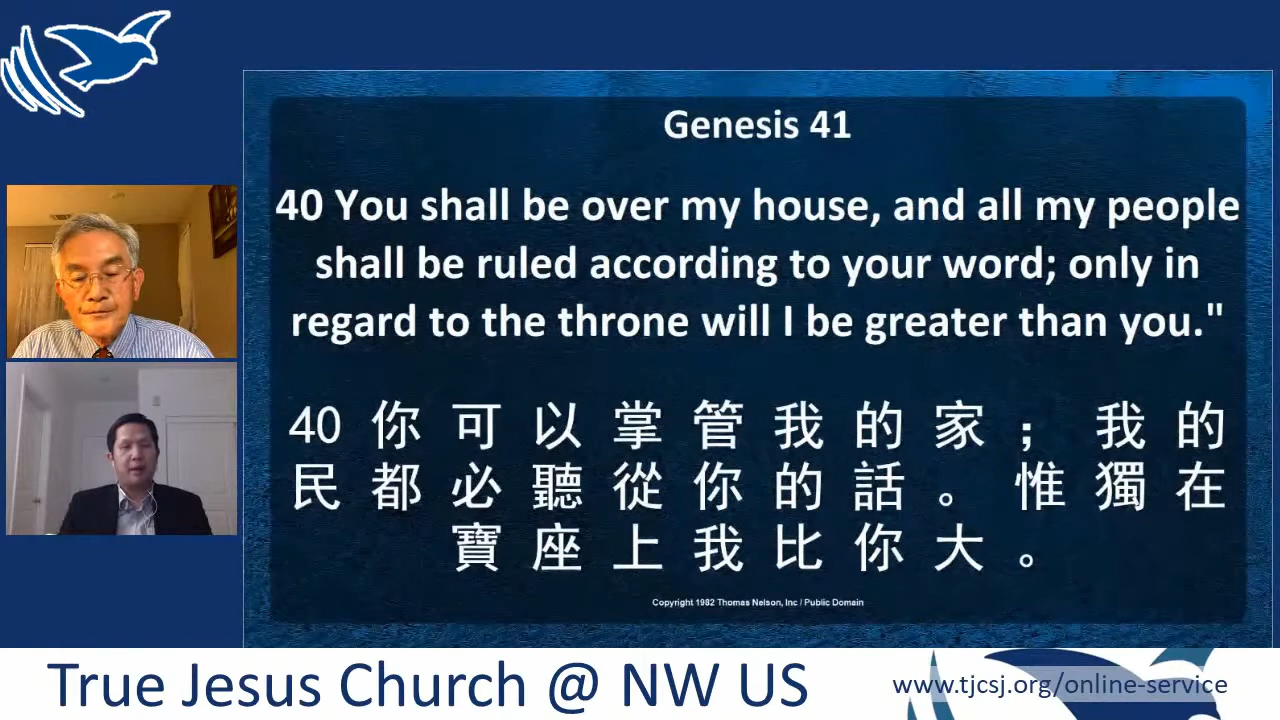 Genesis 41
40 You shall be over my house, and all my people
shall be ruled according to your word; only in
regard to the throne will I be greater than you."
40 你 可 以 掌 管 我 的 家 ； 我 的
民 都 必 聽 從 你 的 話 。 惟 獨 在
寶 座 上 我 比 你 大 。
Copyright 1982 Thomas Nelson, Inc / Public Domain
True Jesus Church @ NW US
www.tjcsj.org/online-service